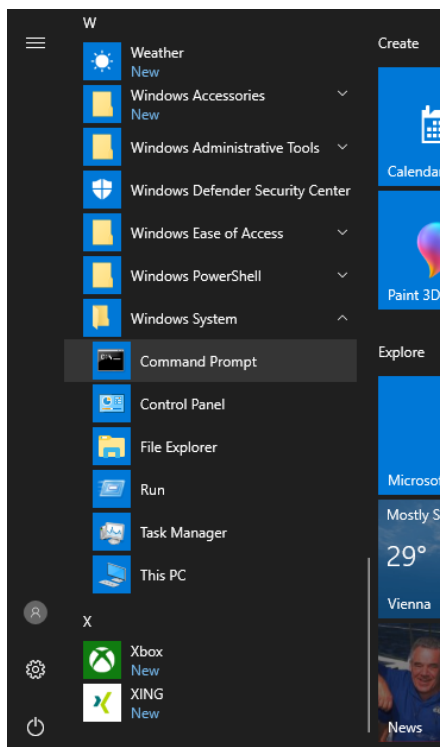 W
Weather
New
Windows Accessories
New
Windows Administrative Tools
Windows Defender Security Center
Windows Ease of Access
Windows PowerShell
Windows System
Command Prompt
Control Panel
File Explorer
Run
Task Manager
This PC
X
Xbox
New
XING
New
Create
Calendar
Paint 3D
Explore
Microsof
Mostly S
29°
Vienna
News